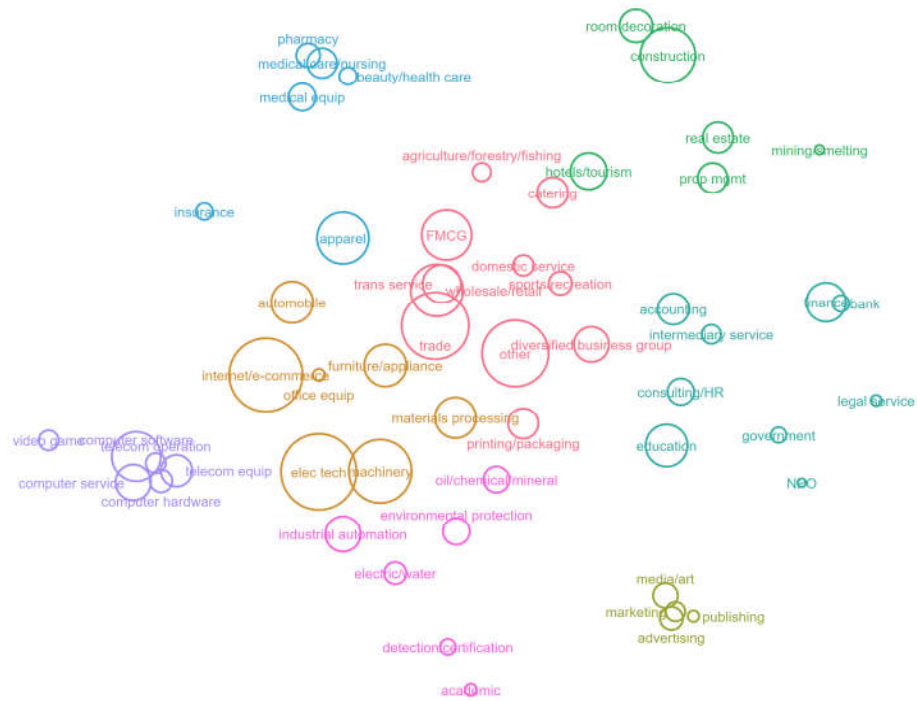 room decoration
pharmacy
construction
medical care/nursing
beauty/health care
medical equip
real estate
mining/smelting
agriculture/forestry/fishing
hotels/tourism
prop mgmt
catering
insurance
apparel
FMCG
domestic service
trans service
sports/recreation
wholesale/retail
automobile
finance
bank
accounting
intermediary service
trade
other
diversified business group
furniture/appliance
internet/e-commerce
office equip
consulting/HR
legal service
materials processing
government
video game
computer software
printing/packaging
telecom operation
education
elec tech
machinery
telecom equip
oil/chemical/mineral
computer service
NGO
computer hardware
environmental protection
industrial automation
electric/water
media/art
marketing
publishing
advertising
detection/certification
academic